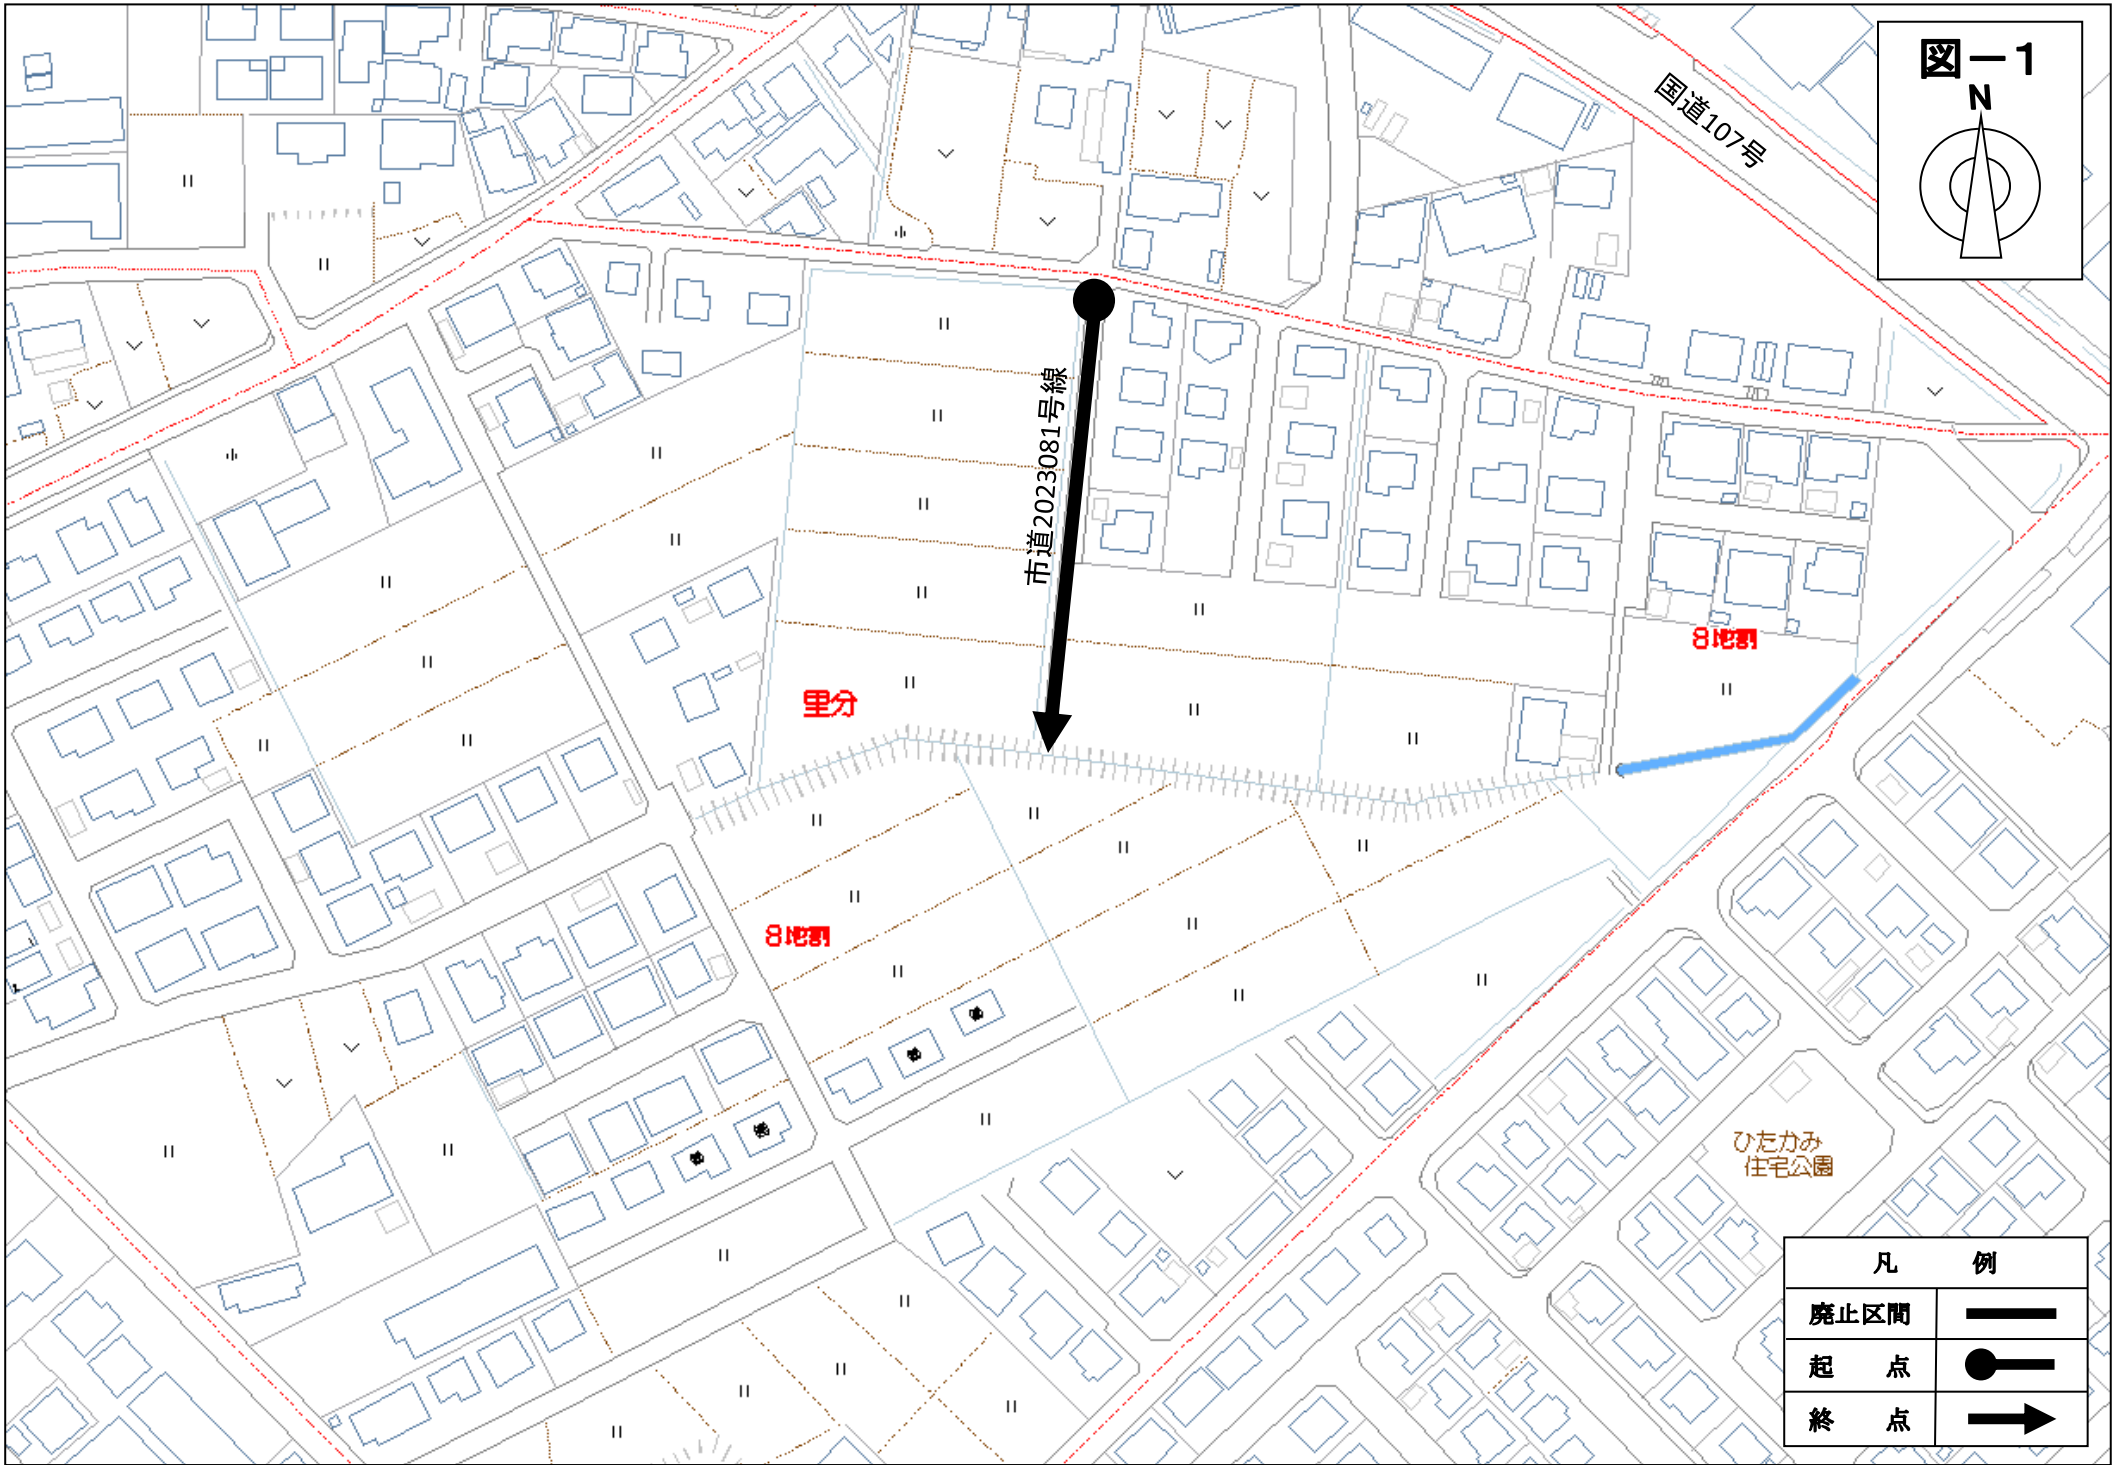 図－1
N
国道107号
市道2023081号線
8地割
里分
8地割
ひたかみ
住宅公園
凡 例
廃止区間
起 点
終 点